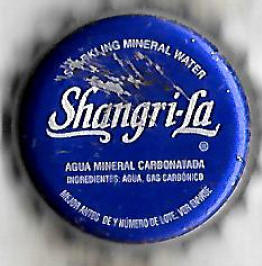 SPARKLING MINERAL WATER
Shangri-La
®
AGUA MINERAL CARBONATADA
INGREDIENTES: AGUA, GAS CARBÓNICO
MEJOR ANTES DE Y NÚMERO DE LOTE, VER ENVASE